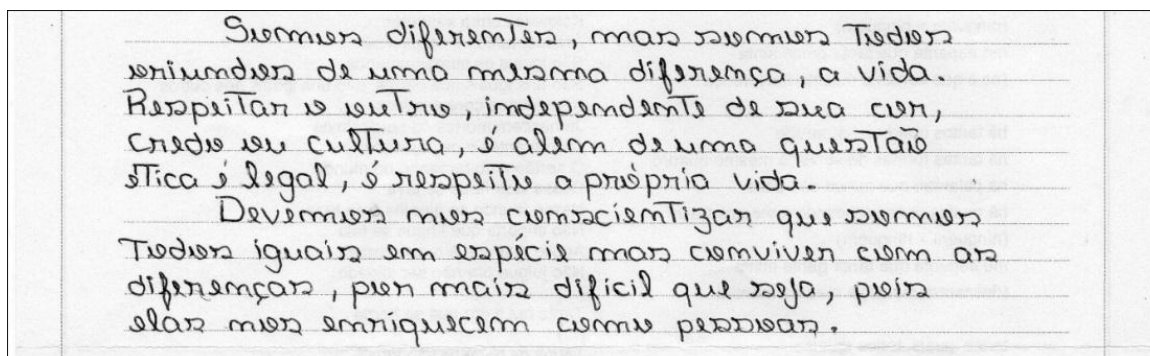 Somos diferentes, mas somos Todos
oriundos de uma mesma diferença, a vida.
Respeitar o outro, independente de sua cor,
credo ou cultura, é além de uma questão
ética é legal, é respeito a própria vida.
Devemos nos conscientizar que somos
Todos iguais em espécie mas conviver com as
diferenças, por mais difícil que seja, pois
elas nos enriquecem como pessoas.